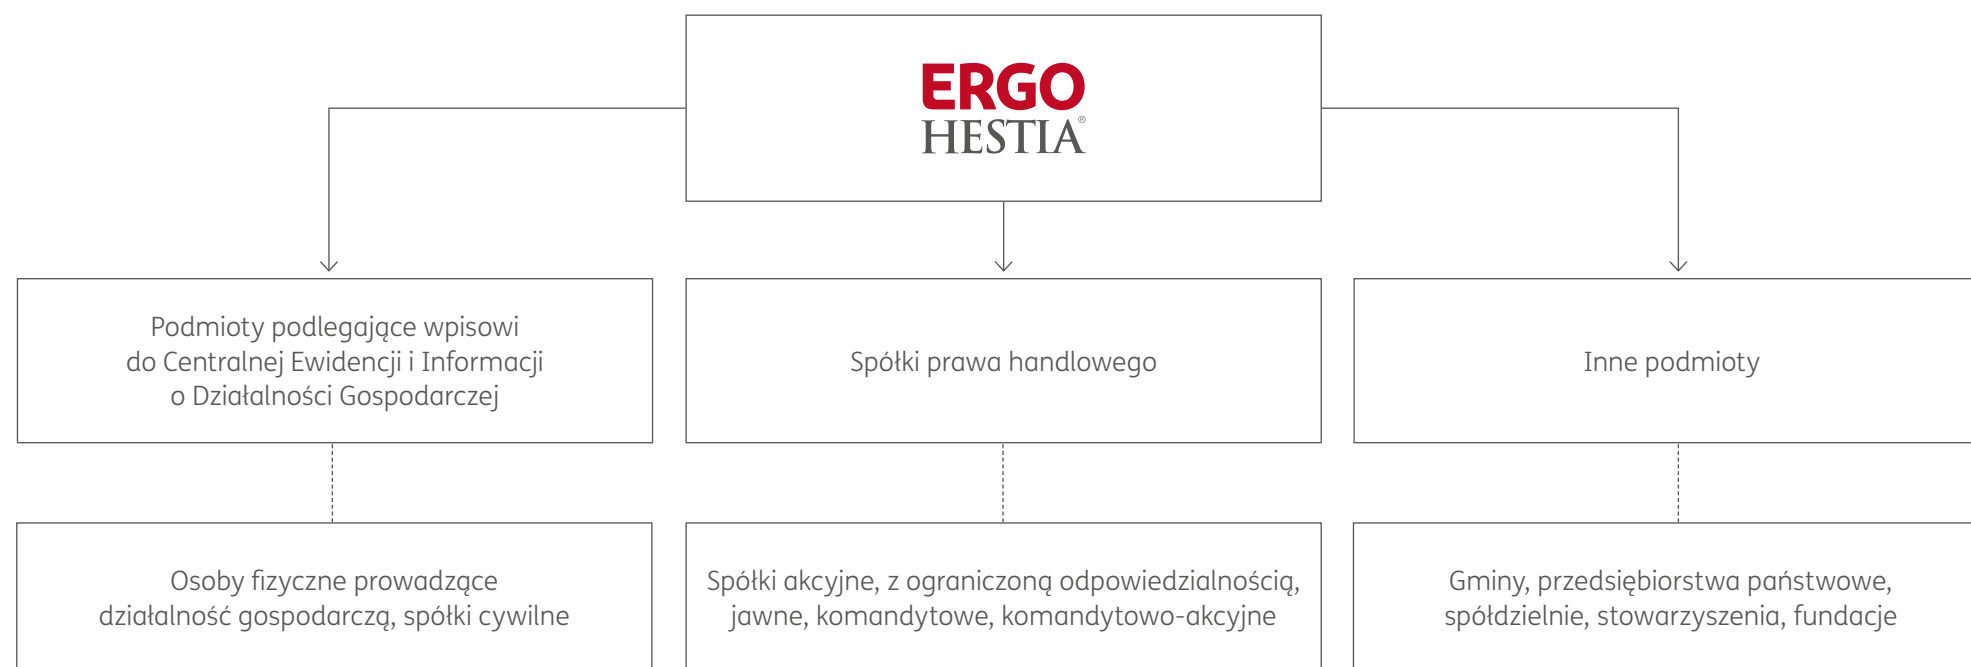 ERGO
HESTIA®
Podmioty podlegające wpisowi
do Centralnej Ewidencji i Informacji
o Działalności Gospodarczej
Spółki prawa handlowego
Inne podmioty
Osoby fizyczne prowadzące
działalność gospodarczą, spółki cywilne
Spółki akcyjne, z ograniczoną odpowiedzialnością,
jawne, komandytowe, komandytowo-akcyjne
Gminy, przedsiębiorstwa państwowe,
spółdzielnie, stowarzyszenia, fundacje